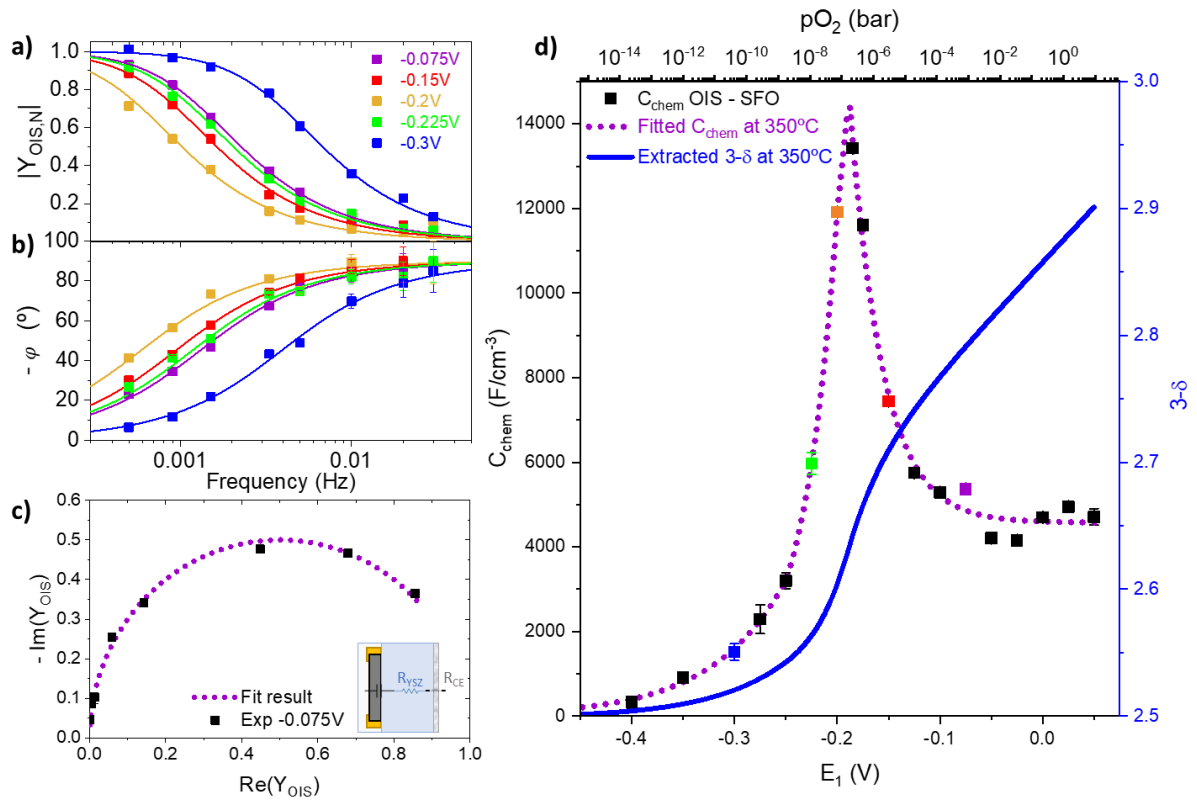 a)
|Y_OIS,N|
1.0
0.8
0.6
0.4
0.2
-0.075V
-0.15V
-0.2V
-0.225V
-0.3V
b)
- φ (º)
100
80
60
40
20
0
0.001
0.01
Frequency (Hz)
c)
- Im(Y_OIS)
0.6
0.5
0.4
0.3
0.2
0.1
0.0
Fit result
Exp -0.075V
R_YSZ
R_CE
0.0 0.2 0.4 0.6 0.8 1.0
Re(Y_OIS)
d)
pO₂ (bar)
10⁻¹⁴ 10⁻¹² 10⁻¹⁰ 10⁻⁸ 10⁻⁶ 10⁻⁴ 10⁻² 10⁰
C_chem OIS - SFO
Fitted C_chem at 350ºC
Extracted 3-δ at 350ºC
C_chem (F/cm⁻³)
14000
12000
10000
8000
6000
4000
2000
0
3.0
2.9
2.8
2.7
2.6
2.5
3-δ
-0.4 -0.3 -0.2 -0.1 0.0
E₁ (V)